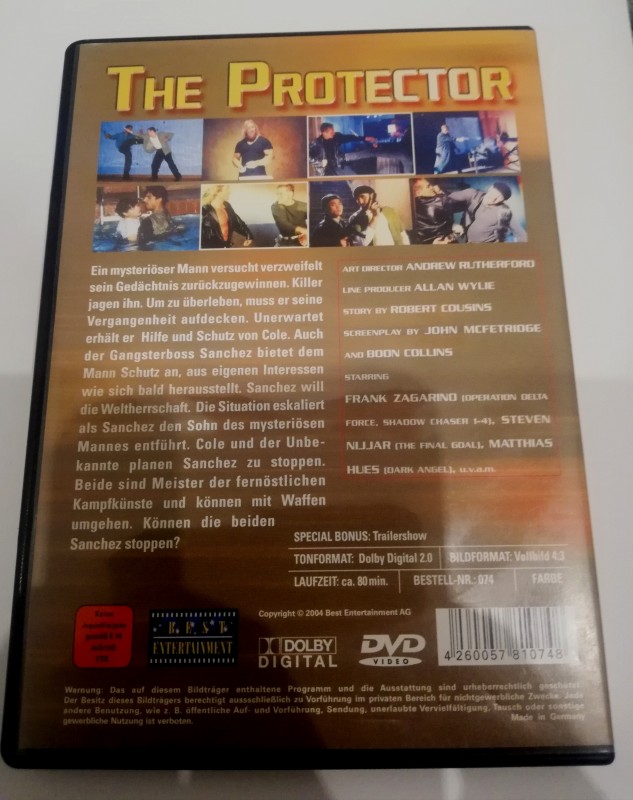 THE PROTECTOR
Ein mysteriöser Mann versucht verzweifelt
sein Gedächtnis zurückzugewinnen. Killer
jagen ihn. Um zu überleben, muss er seine
Vergangenheit aufdecken. Unerwartet
erhält er Hilfe und Schutz von Cole. Auch
der Gangsterboss Sanchez bietet dem
Mann Schutz an, aus eigenen Interessen
wie sich bald herausstellt. Sanchez will
die Weltherrschaft. Die Situation eskaliert
als Sanchez den Sohn des mysteriösen
Mannes entführt. Cole und der Unbe-
kannte planen Sanchez zu stoppen.
Beide sind Meister der fernöstlichen
Kampfkünste und können mit Waffen
umgehen. Können die beiden
Sanchez stoppen?
ART DIRECTOR ANDREW RUTHERFORD
LINE PRODUCER ALLAN WYLIE
STORY BY ROBERT COUSINS
SCREENPLAY BY JOHN MCFETRIDGE
AND BOON COLLINS
STARRING
FRANK ZAGARINO (OPERATION DELTA
FORCE, SHADOW CHASER 1-4), STEVEN
NIJJAR (THE FINAL GOAL), MATTHIAS
HUES (DARK ANGEL), u.v.a.m.
SPECIAL BONUS: Trailershow
TONFORMAT: Dolby Digital 2.0 BILDFORMAT: Vollbild 4:3
LAUFZEIT: ca. 80 min. BESTELL-NR.: 074 FARBE
Copyright © 2004 Best Entertainment AG
Keine
Jugendfreigabe
gemäß § 14
JuSchG
FSK
BEST
ENTERTAINMENT
DOLBY
DIGITAL
DVD
VIDEO
4 260057 810748
Warnung: Das auf diesem Bildträger enthaltene Programm und die Ausstattung sind urheberrechtlich geschützt.
Der Besitz dieses Bildträgers berechtigt ausschließlich zu Vorführung im privaten Bereich für nichtgewerbliche Zwecke. Jede
andere Benutzung, wie z. B. öffentliche Auf- und Vorführung, Sendung, unerlaubte Vervielfältigung, Tausch oder sonstige
gewerbliche Nutzung ist verboten.
Made in Germany